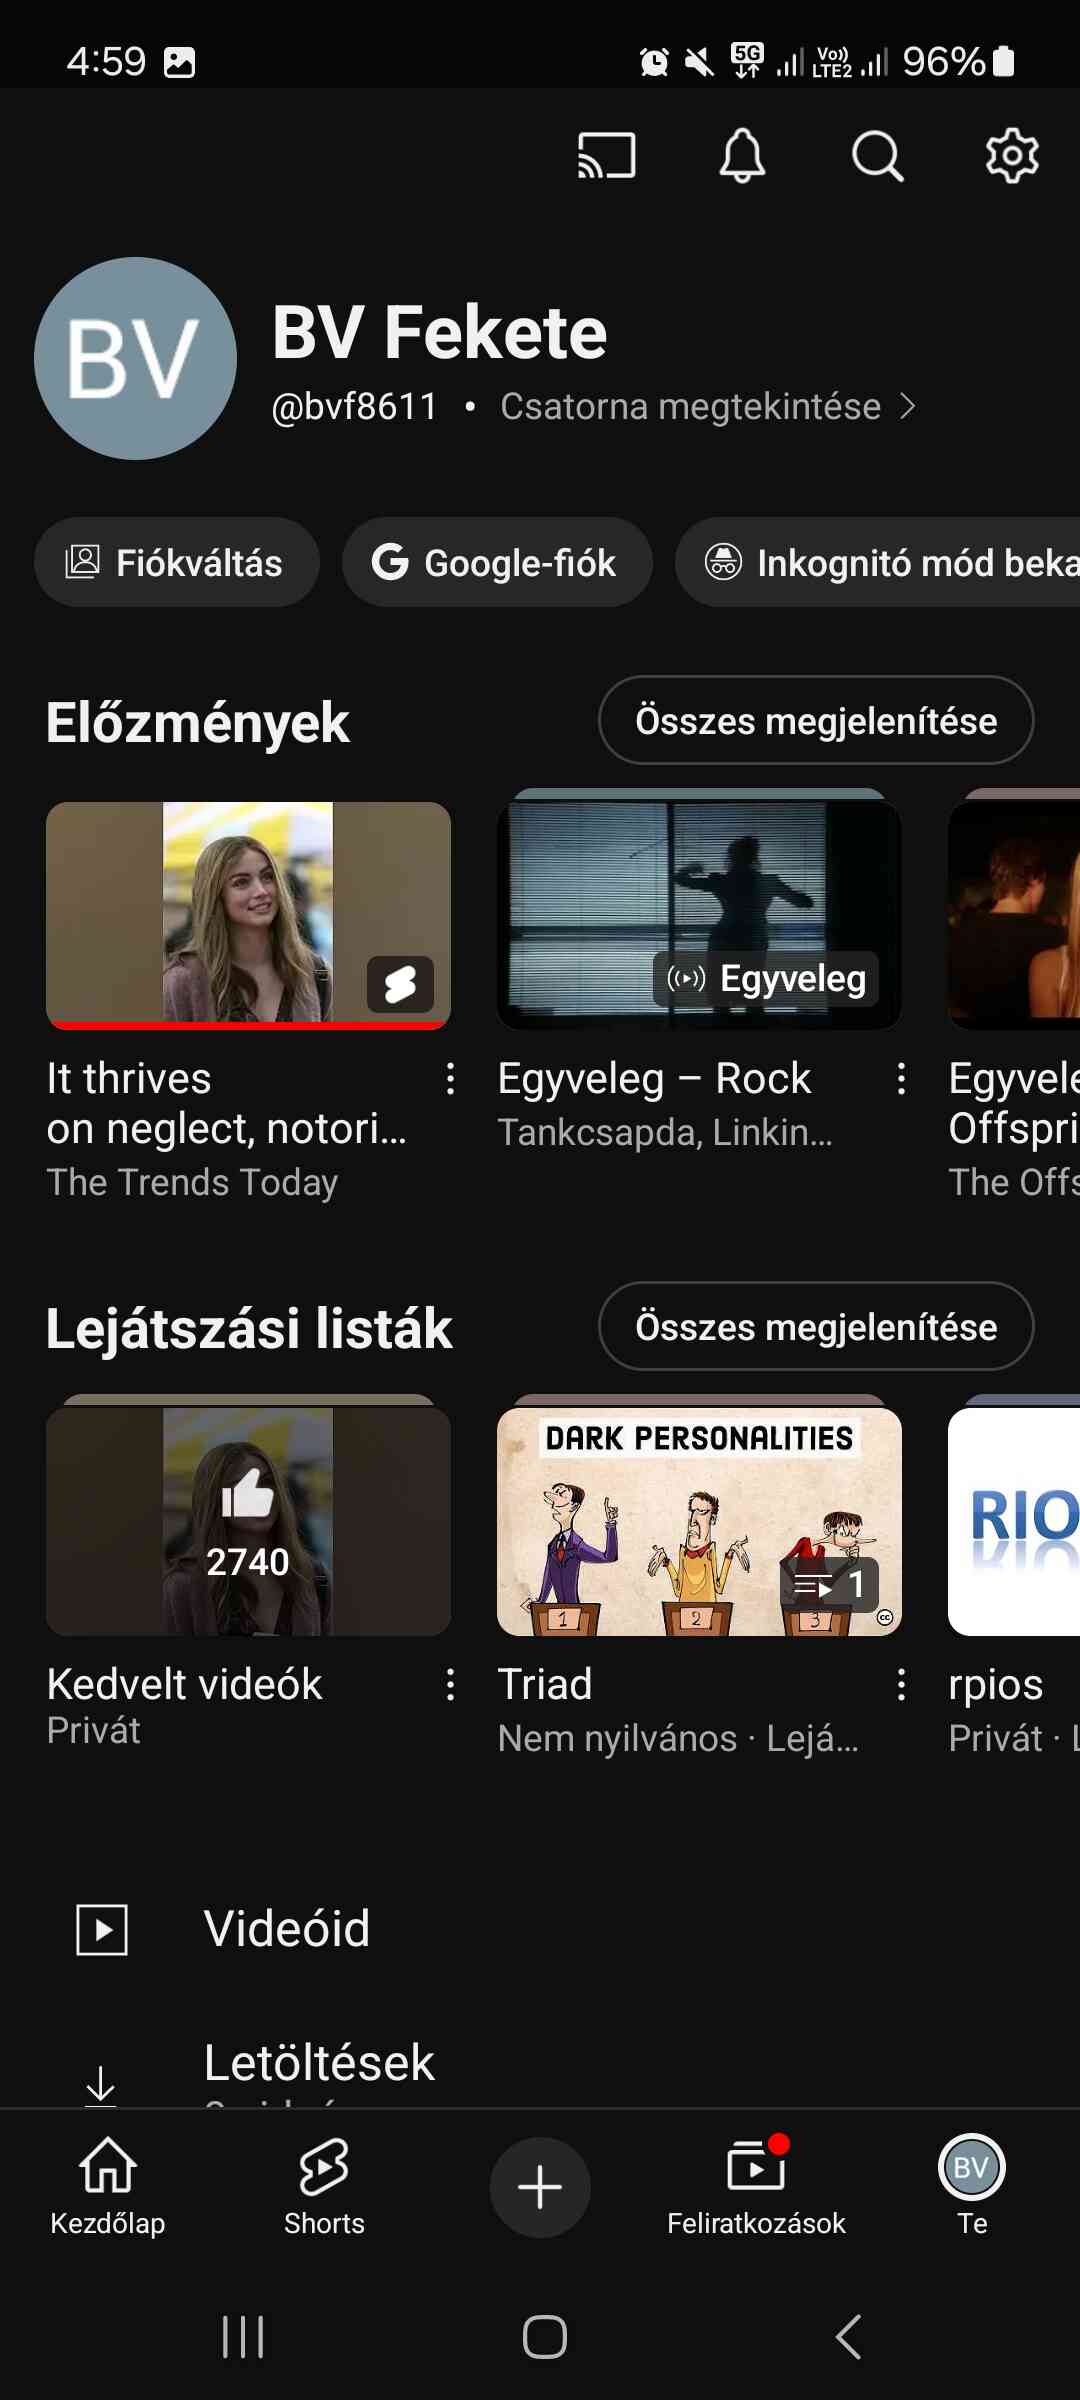 4:59
5G
Vo)) LTE2
96%
BV
BV Fekete
@bvf8611 • Csatorna megtekintése
Fiókváltás
Google-fiók
Inkognitó mód beka
Előzmények
Összes megjelenítése
Egyveleg
It thrives
on neglect, notori...
The Trends Today
Egyveleg – Rock
Tankcsapda, Linkin...
Egyvele
Offspri
The Offs
Lejátszási listák
Összes megjelenítése
2740
DARK PERSONALITIES
1
2
3
1
cc
RIO
Kedvelt videók
Privát
Triad
Nem nyilvános · Lejá...
rpios
Privát · L
Videóid
Letöltések
Kezdőlap
Shorts
Feliratkozások
BV
Te